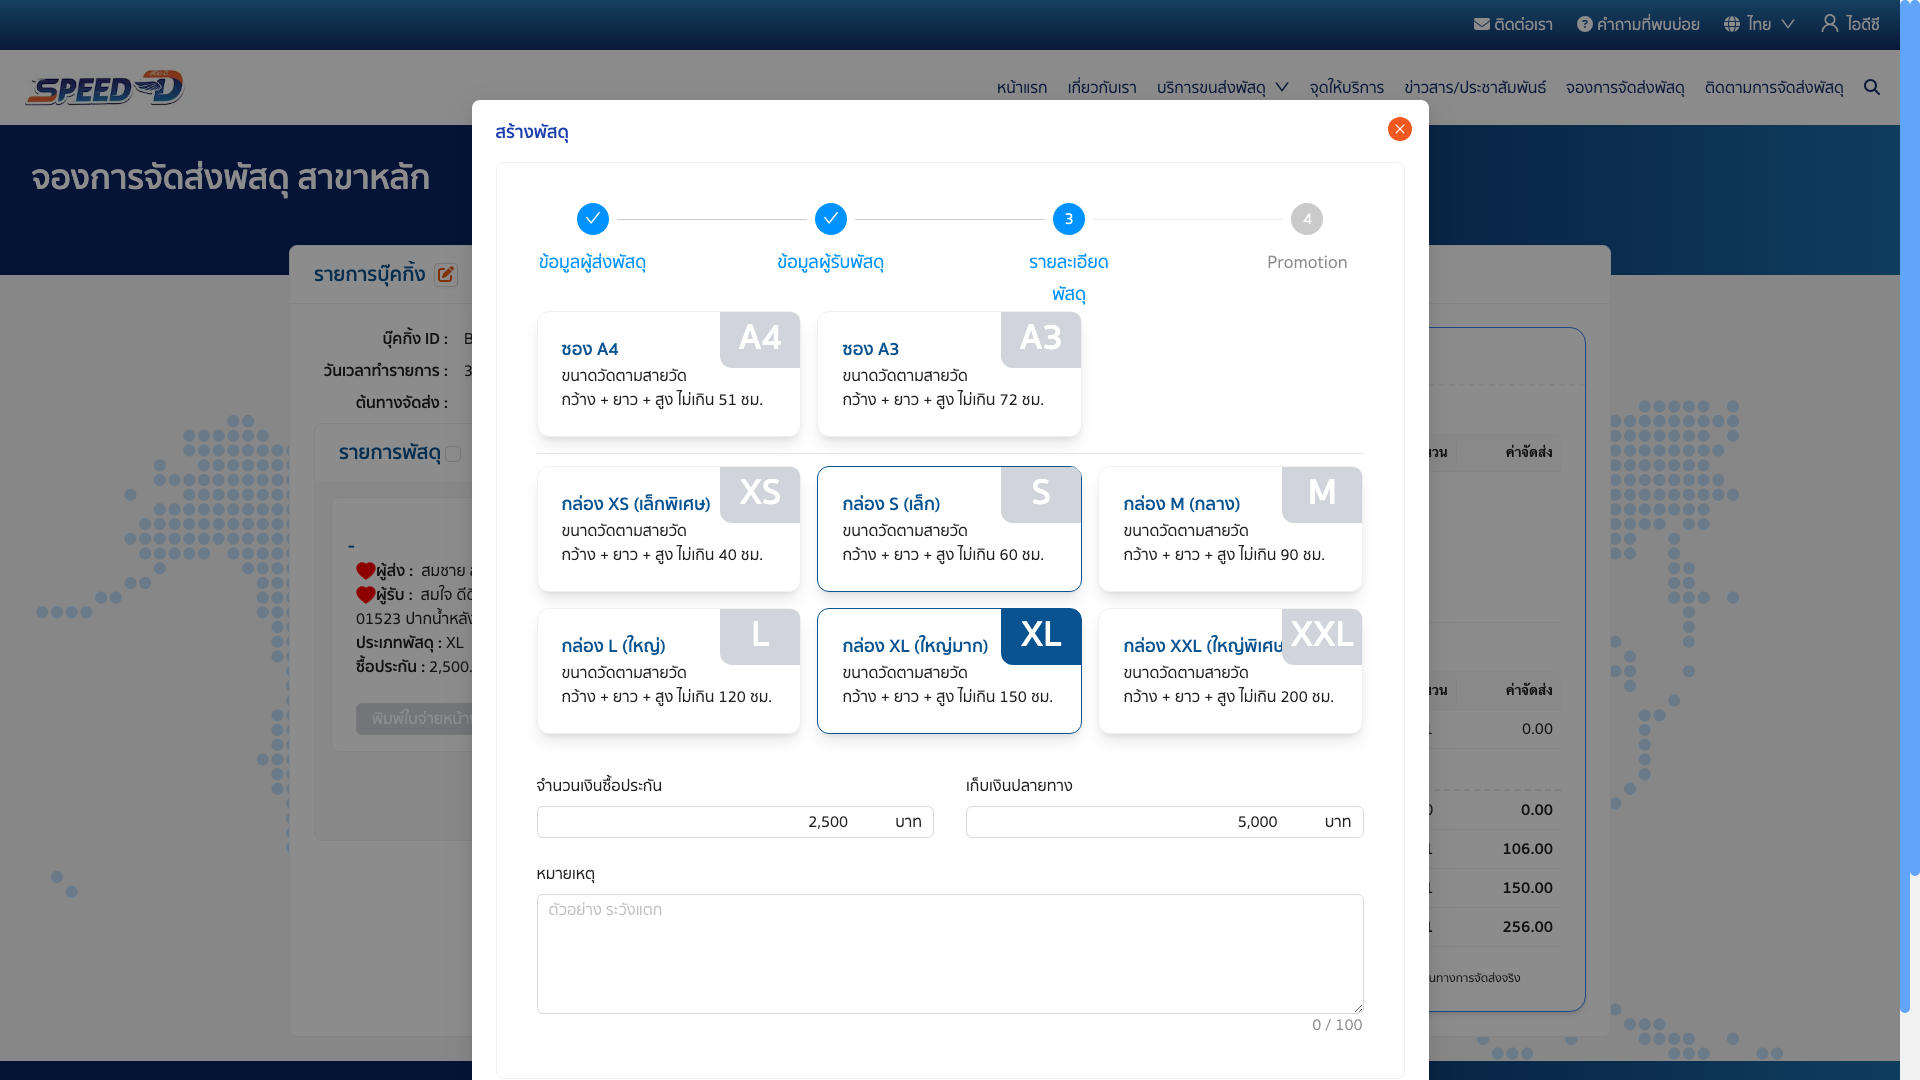 ติดต่อเรา
คำถามที่พบบ่อย
ไทย
ไอดีซี
SPEED-D
หน้าแรก
เกี่ยวกับเรา
บริการขนส่งพัสดุ
จุดให้บริการ
ข่าวสาร/ประชาสัมพันธ์
จองการจัดส่งพัสดุ
ติดตามการจัดส่งพัสดุ
จองการจัดส่งพัสดุ สาขาหลัก
รายการบุ๊คกิ้ง
บุ๊คกิ้ง ID :
วันเวลาทำรายการ : 3
ต้นทางจัดส่ง :
รายการพัสดุ
-
ผู้ส่ง : สมชาย
ผู้รับ : สมใจ
01523 ปากน้ำหลัง
ประเภทพัสดุ : XL
ซื้อประกัน : 2,500.
พิมพ์ใบจ่ายหน้า
สร้างพัสดุ
ข้อมูลผู้ส่งพัสดุ
ข้อมูลผู้รับพัสดุ
3
รายละเอียด
พัสดุ
4
Promotion
ซอง A4
A4
ขนาดวัดตามสายวัด
กว้าง + ยาว + สูง ไม่เกิน 51 ซม.
ซอง A3
A3
ขนาดวัดตามสายวัด
กว้าง + ยาว + สูง ไม่เกิน 72 ซม.
กล่อง XS (เล็กพิเศษ)
XS
ขนาดวัดตามสายวัด
กว้าง + ยาว + สูง ไม่เกิน 40 ซม.
กล่อง S (เล็ก)
S
ขนาดวัดตามสายวัด
กว้าง + ยาว + สูง ไม่เกิน 60 ซม.
กล่อง M (กลาง)
M
ขนาดวัดตามสายวัด
กว้าง + ยาว + สูง ไม่เกิน 90 ซม.
กล่อง L (ใหญ่)
L
ขนาดวัดตามสายวัด
กว้าง + ยาว + สูง ไม่เกิน 120 ซม.
กล่อง XL (ใหญ่มาก)
XL
ขนาดวัดตามสายวัด
กว้าง + ยาว + สูง ไม่เกิน 150 ซม.
กล่อง XXL (ใหญ่พิเศษ
XXL
ขนาดวัดตามสายวัด
กว้าง + ยาว + สูง ไม่เกิน 200 ซม.
จำนวนเงินซื้อประกัน
2,500 บาท
เก็บเงินปลายทาง
5,000 บาท
หมายเหตุ
ตัวอย่าง ระวังแตก
0 / 100
ค่าจัดส่ง
ค่าจัดส่ง
0.00
0.00
106.00
150.00
256.00
นทางการจัดส่งจริง